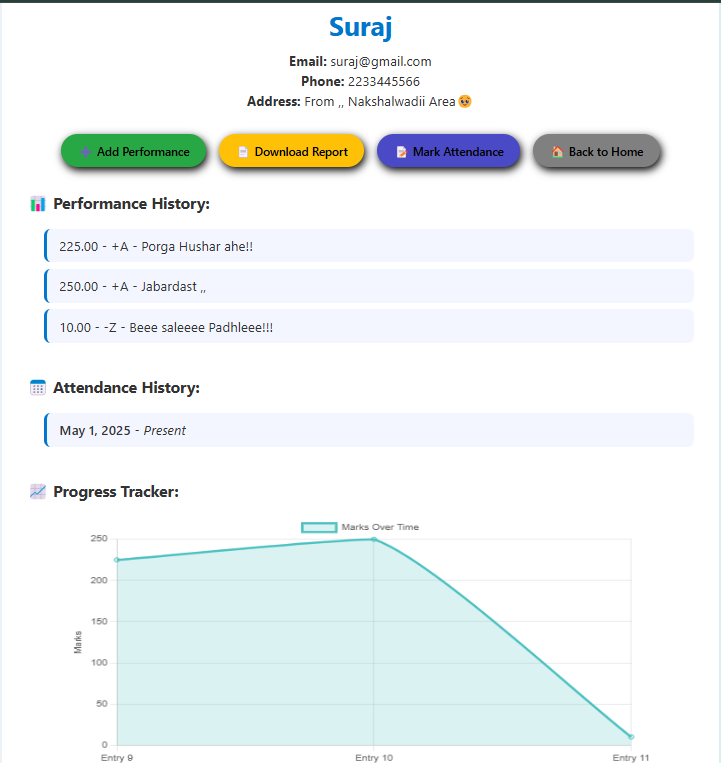 Suraj
Email: suraj@gmail.com
Phone: 2233445566
Address: From ,, Nakshalwadii Area 🥺
➕ Add Performance
📄 Download Report
📝 Mark Attendance
🏠 Back to Home
📊 Performance History:
225.00 - +A - Porga Hushar ahe!!
250.00 - +A - Jabardast ,,
10.00 - -Z - Beee saleeee Padhleee!!!
📅 Attendance History:
May 1, 2025 - Present
📈 Progress Tracker:
Marks Over Time
250
200
150
100
50
0
Marks
Entry 9
Entry 10
Entry 11